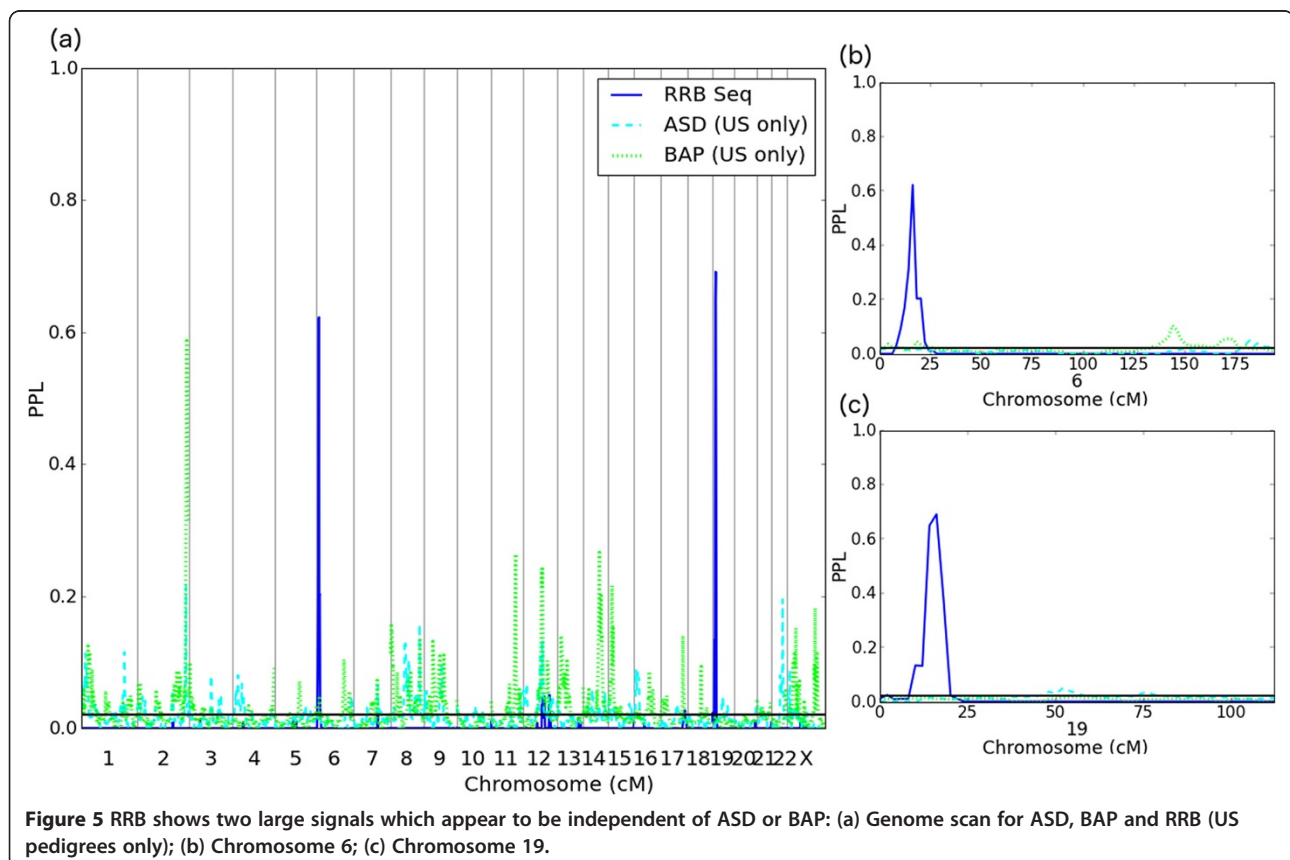 (a)
1.0
0.8
0.6
0.4
0.2
0.0
PPL
RRB Seq
ASD (US only)
BAP (US only)
1 2 3 4 5 6 7 8 9 10 11 12 13 14 15 16 17 18 19 20 21 22 X
Chromosome (cM)
(b)
1.0
0.8
0.6
0.4
0.2
0.0
PPL
0 25 50 75 100 125 150 175
6
Chromosome (cM)
(c)
1.0
0.8
0.6
0.4
0.2
0.0
PPL
0 25 50 75 100
19
Chromosome (cM)
Figure 5 RRB shows two large signals which appear to be independent of ASD or BAP: (a) Genome scan for ASD, BAP and RRB (US
pedigrees only); (b) Chromosome 6; (c) Chromosome 19.